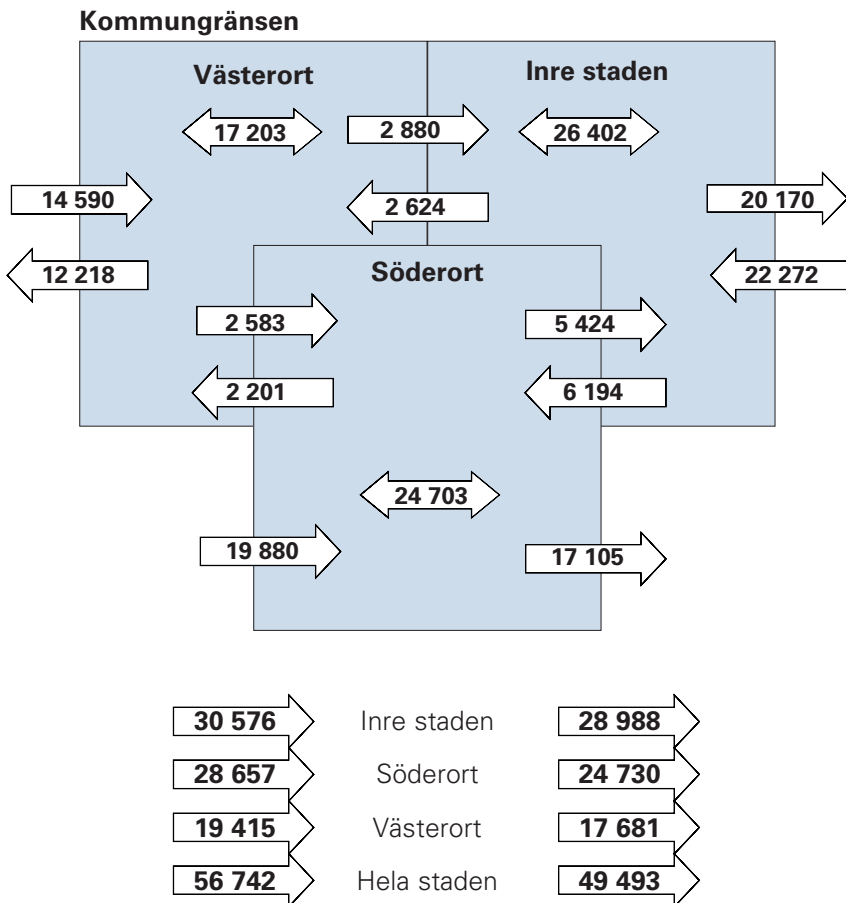 Kommungränsen
Västerort Inre staden
17 203 2 880 26 402
14 590 2 624 20 170
12 218 Söderort 22 272
2 583 5 424
2 201 6 194
24 703
19 880 17 105
30 576 Inre staden 28 988
28 657 Söderort 24 730
19 415 Västerort 17 681
56 742 Hela staden 49 493